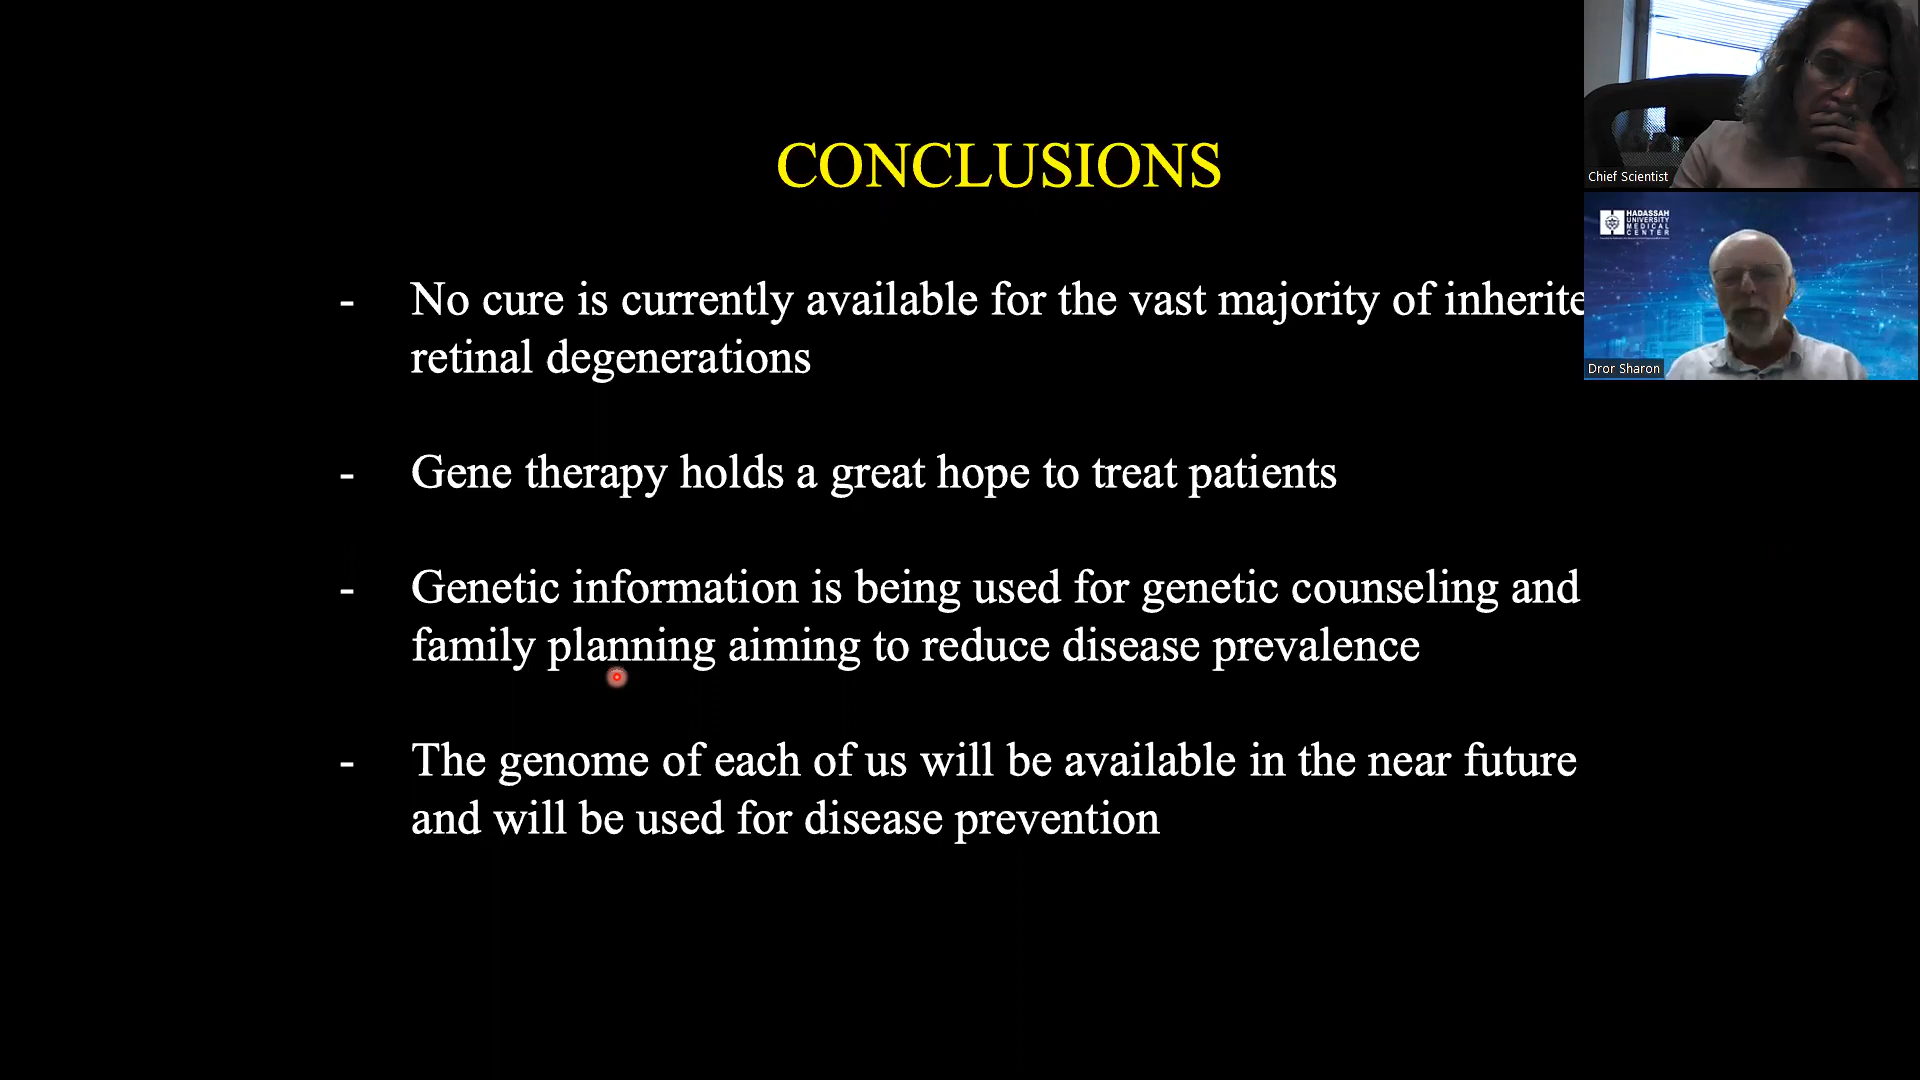 CONCLUSIONS
- No cure is currently available for the vast majority of inherite
retinal degenerations
- Gene therapy holds a great hope to treat patients
- Genetic information is being used for genetic counseling and
family planning aiming to reduce disease prevalence
- The genome of each of us will be available in the near future
and will be used for disease prevention
Chief Scientist
HADASSAH
UNIVERSITY
MEDICAL
CENTER
Dror Sharon